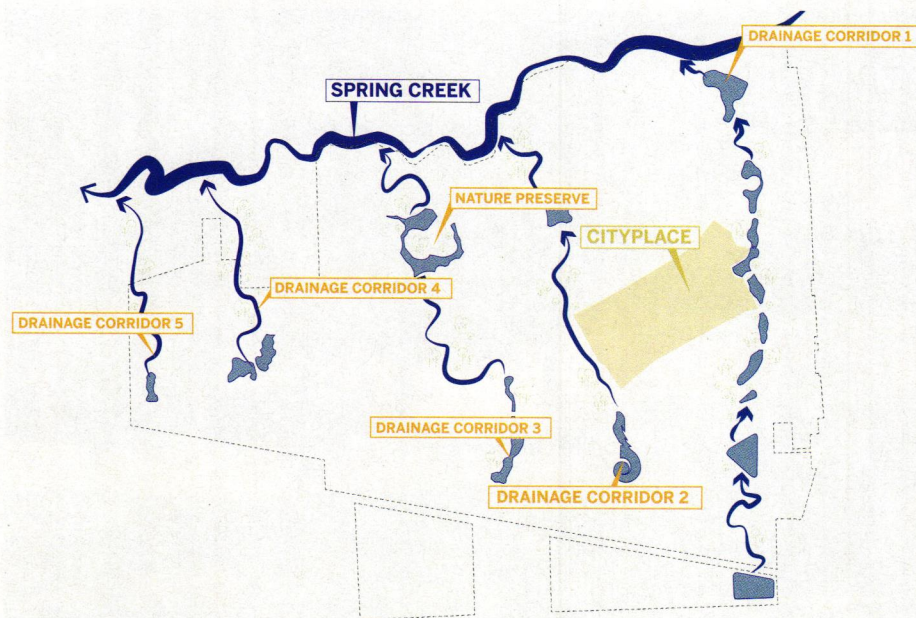 DRAINAGE CORRIDOR 1
SPRING CREEK
NATURE PRESERVE
CITYPLACE
DRAINAGE CORRIDOR 4
DRAINAGE CORRIDOR 5
DRAINAGE CORRIDOR 3
DRAINAGE CORRIDOR 2